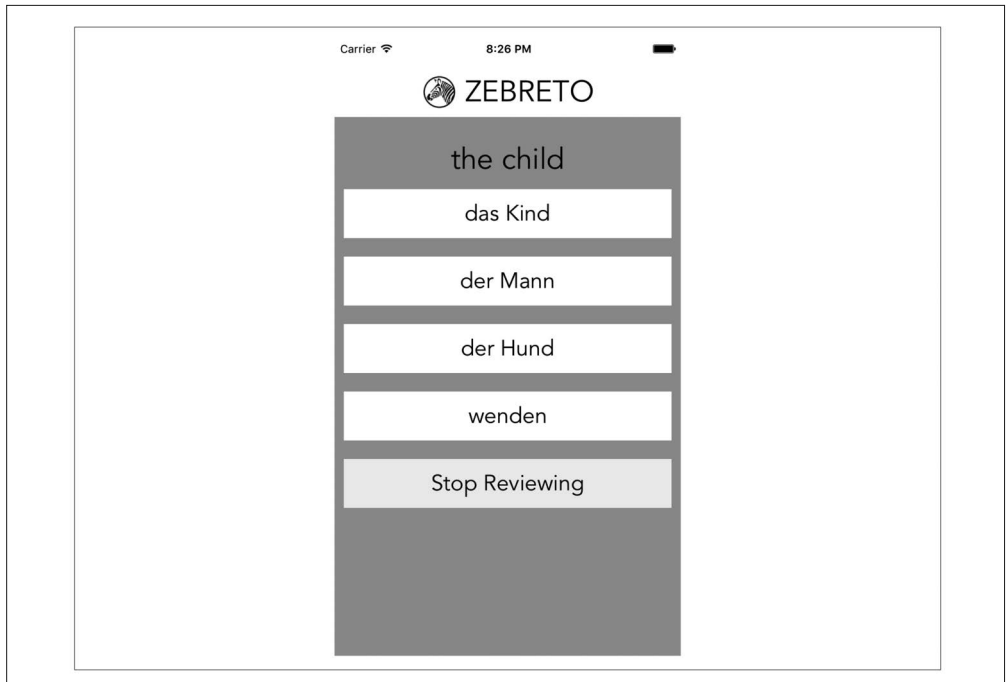 Carrier 8:26 PM
ZEBRETO
the child
das Kind
der Mann
der Hund
wenden
Stop Reviewing